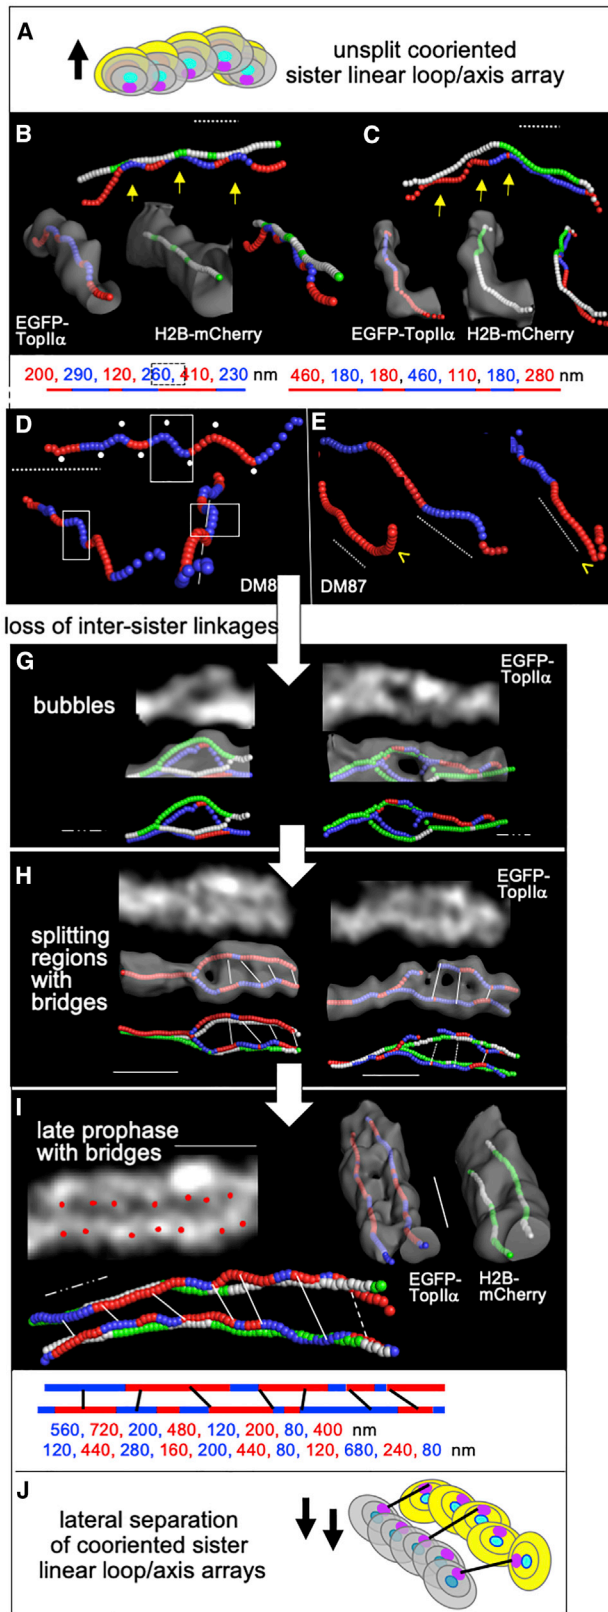 A
unsplit cooriented
sister linear loop/axis array
B
C
EGFP-
TopIIα
H2B-mCherry
EGFP-TopIIα
H2B-mCherry
200, 290, 120, 260, 410, 230 nm
460, 180, 180, 460, 110, 180, 280 nm
D
E
DM8
DM87
loss of inter-sister linkages
G
bubbles
EGFP-
TopIIα
H
splitting
regions
with
bridges
EGFP-
TopIIα
I
late prophase
with bridges
EGFP-
TopIIα
H2B-
mCherry
560, 720, 200, 480, 120, 200, 80, 400 nm
120, 440, 280, 160, 200, 440, 80, 120, 680, 240, 80 nm
J
lateral separation
of cooriented sister
linear loop/axis arrays